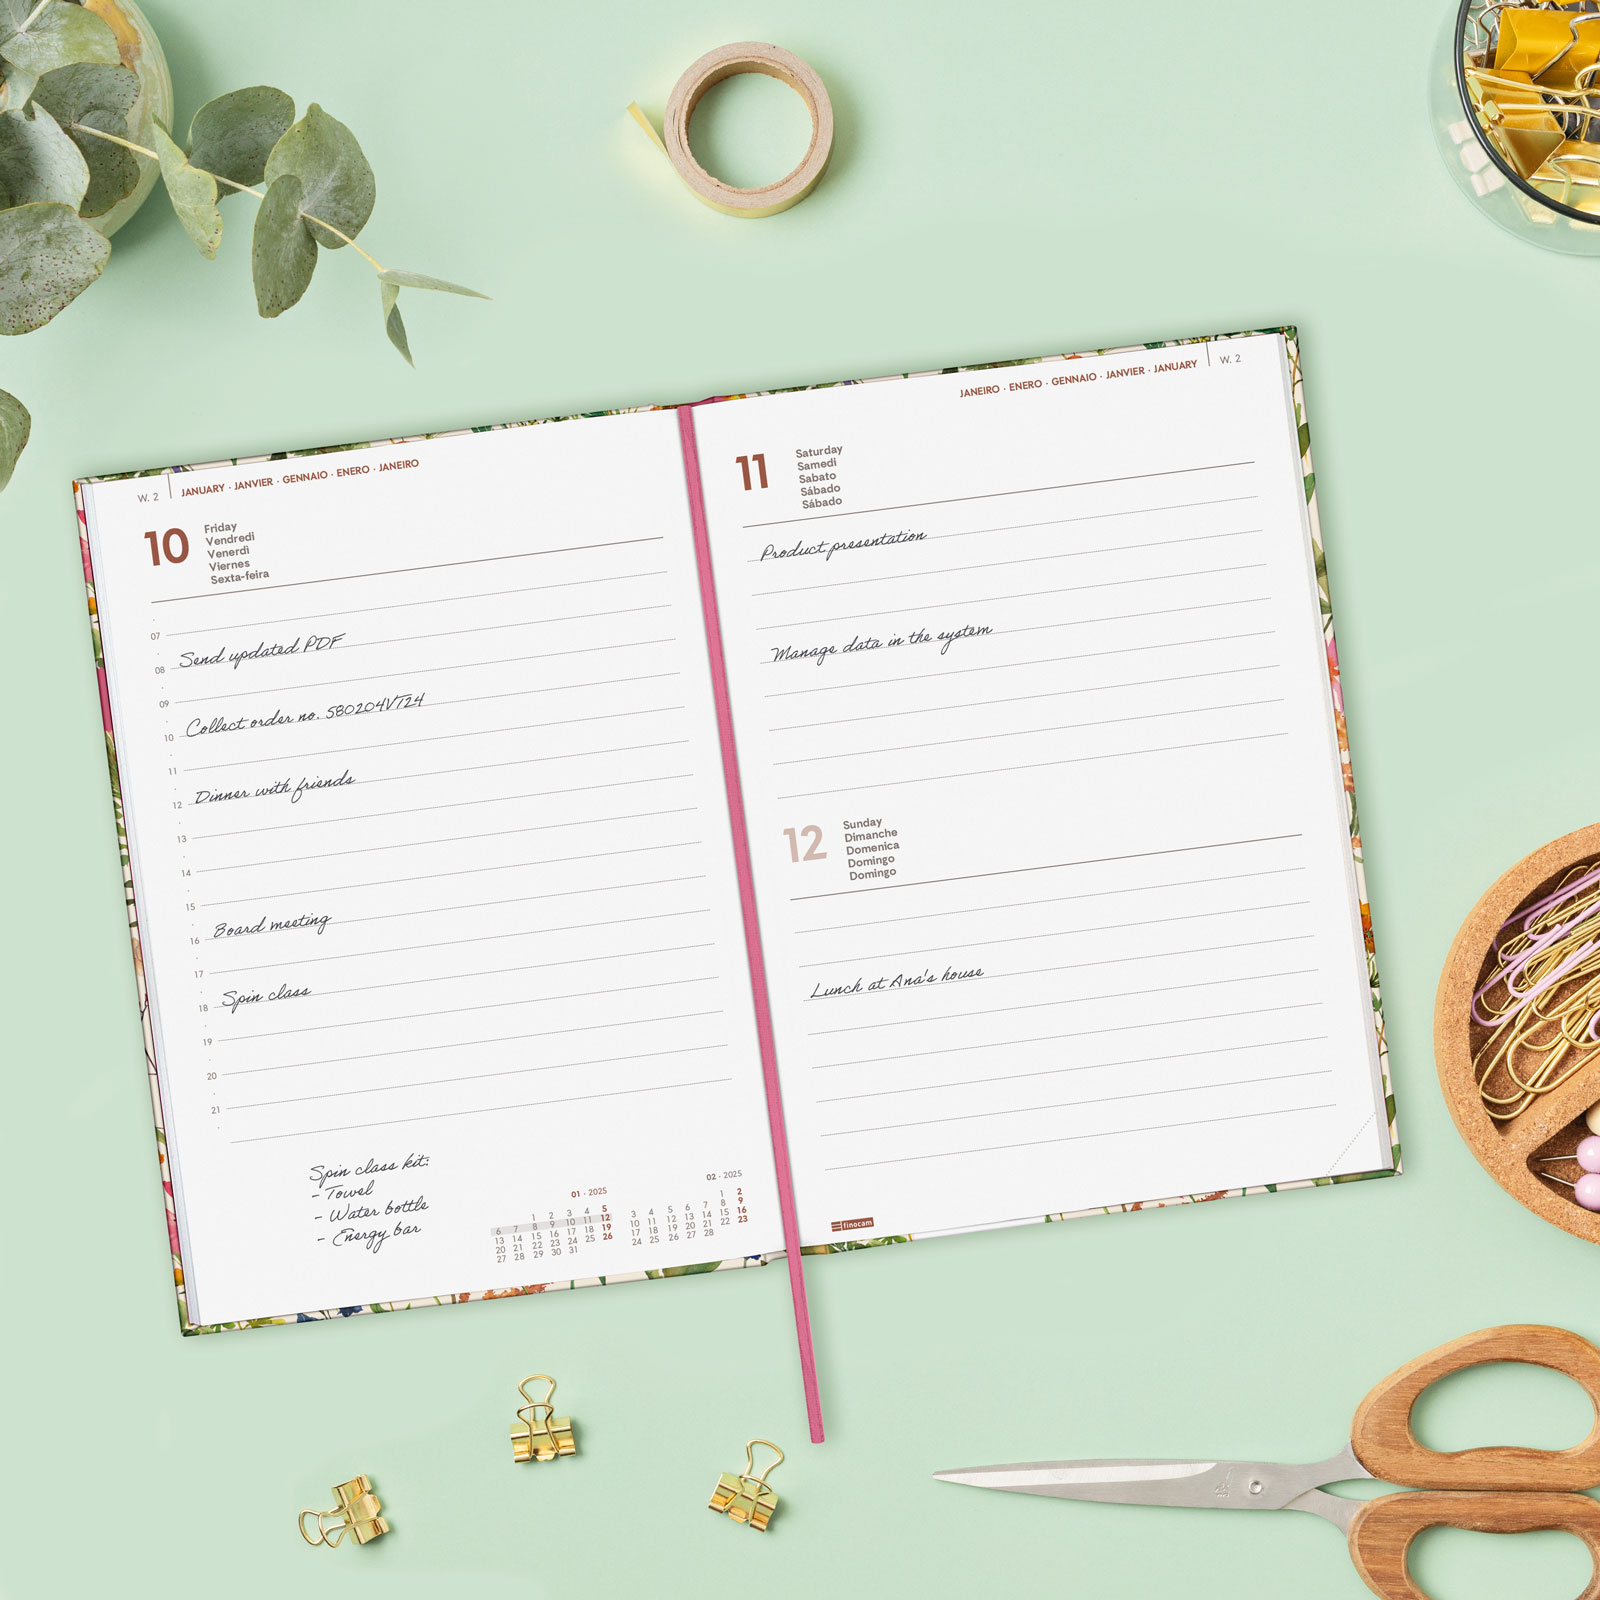 W. 2 JANUARY · JANVIER · GENNAIO · ENERO · JANEIRO
10
Friday
Vendredi
Venerdì
Viernes
Sexta-feira
07
08 Send updated PDF
09
10 Collect order no. 580204VT24
11
12 Dinner with friends
13
14
15
16 Board meeting
17
18 Spin class
19
20
21
Spin class kit:
- Towel
- Water bottle
- Energy bar
01 · 2025
1 2 3 4 5
6 7 8 9 10 11 12
13 14 15 16 17 18 19
20 21 22 23 24 25 26
27 28 29 30 31
02 · 2025
1 2
3 4 5 6 7 8 9
10 11 12 13 14 15 16
17 18 19 20 21 22 23
24 25 26 27 28
JANEIRO · ENERO · GENNAIO · JANVIER · JANUARY W. 2
11
Saturday
Samedi
Sabato
Sábado
Sábado
Product presentation
Manage data in the system
12
Sunday
Dimanche
Domenica
Domingo
Domingo
Lunch at Ana's house
finocam